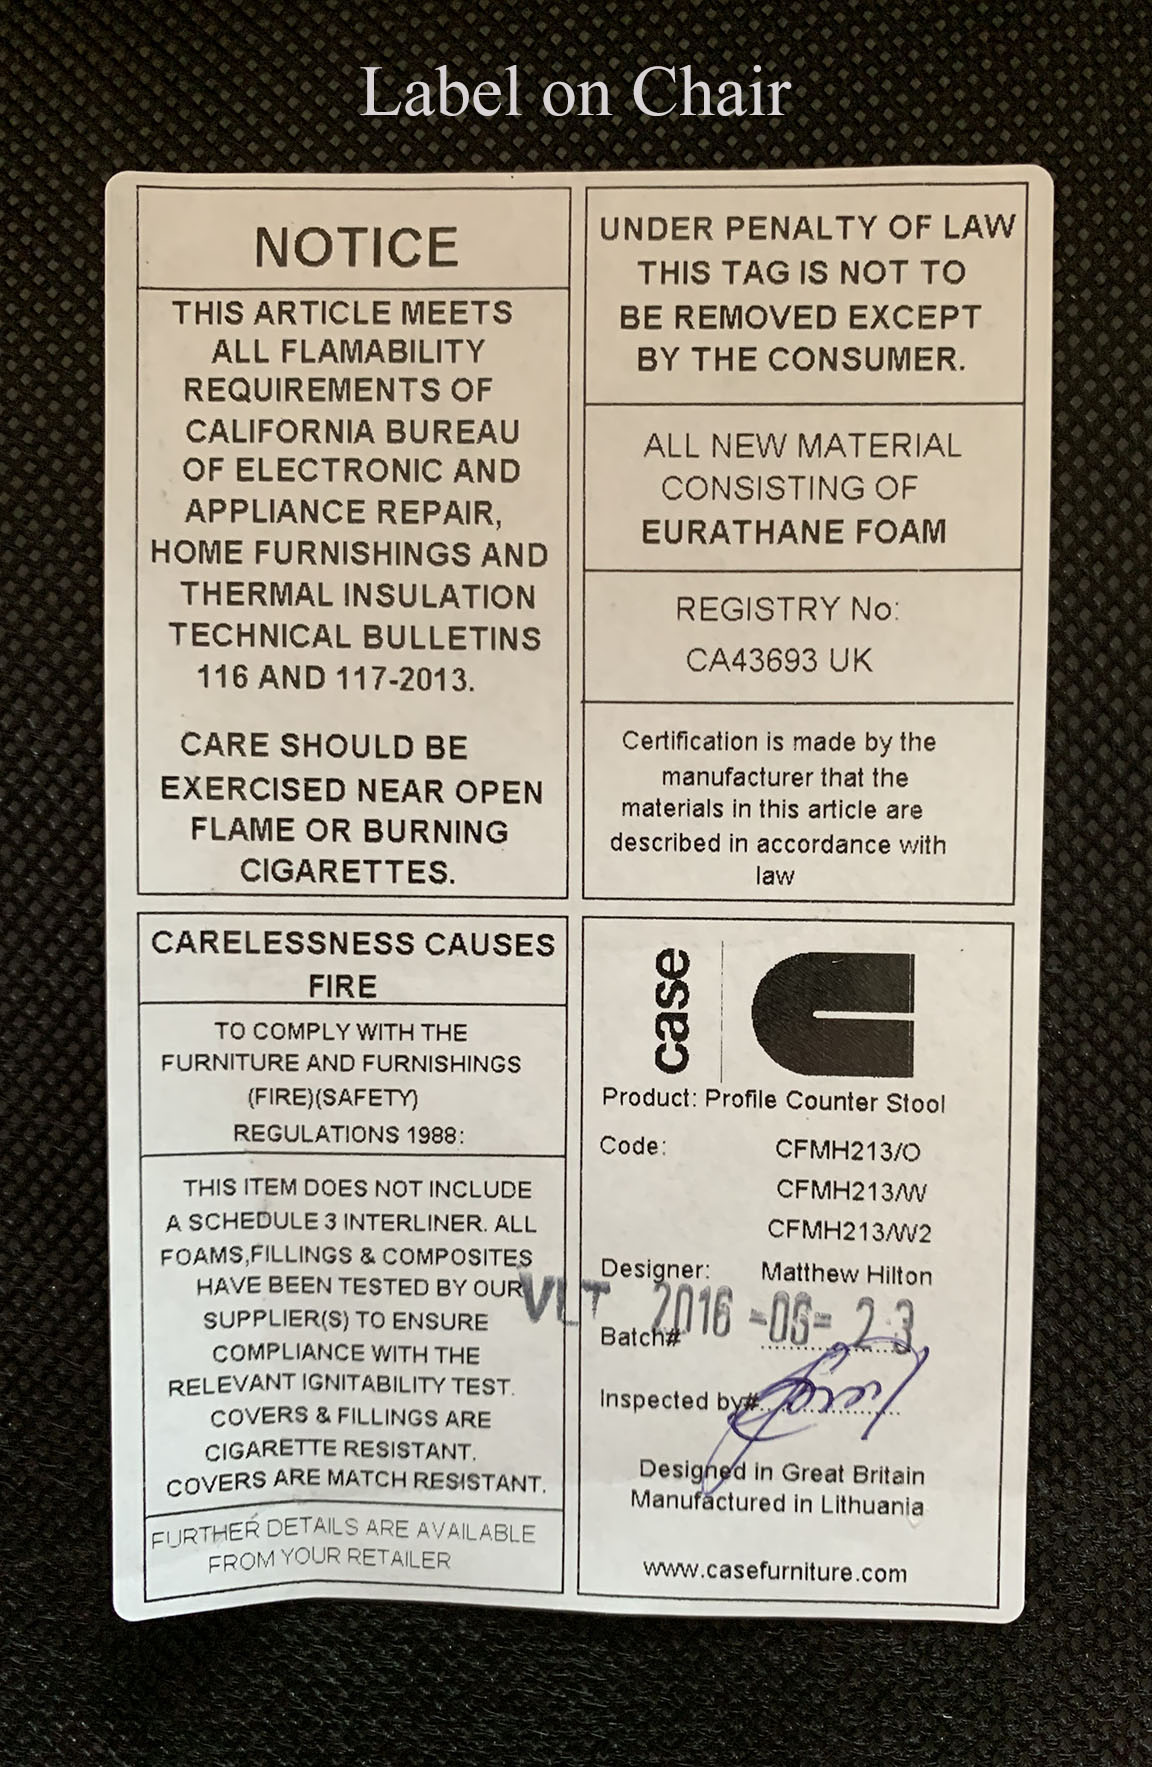 Label on Chair
NOTICE
THIS ARTICLE MEETS
ALL FLAMABILITY
REQUIREMENTS OF
CALIFORNIA BUREAU
OF ELECTRONIC AND
APPLIANCE REPAIR,
HOME FURNISHINGS AND
THERMAL INSULATION
TECHNICAL BULLETINS
116 AND 117-2013.
CARE SHOULD BE
EXERCISED NEAR OPEN
FLAME OR BURNING
CIGARETTES.
UNDER PENALTY OF LAW
THIS TAG IS NOT TO
BE REMOVED EXCEPT
BY THE CONSUMER.
ALL NEW MATERIAL
CONSISTING OF
EURATHANE FOAM
REGISTRY No:
CA43693 UK
Certification is made by the
manufacturer that the
materials in this article are
described in accordance with
law
CARELESSNESS CAUSES
FIRE
TO COMPLY WITH THE
FURNITURE AND FURNISHINGS
(FIRE)(SAFETY)
REGULATIONS 1988:
THIS ITEM DOES NOT INCLUDE
A SCHEDULE 3 INTERLINER. ALL
FOAMS,FILLINGS & COMPOSITES
HAVE BEEN TESTED BY OUR
SUPPLIER(S) TO ENSURE
COMPLIANCE WITH THE
RELEVANT IGNITABILITY TEST.
COVERS & FILLINGS ARE
CIGARETTE RESISTANT.
COVERS ARE MATCH RESISTANT.
FURTHER DETAILS ARE AVAILABLE
FROM YOUR RETAILER
case
Product: Profile Counter Stool
Code: CFMH213/O
CFMH213/W
CFMH213/W2
Designer: Matthew Hilton
VLT 2016-06-23
Batch#
Inspected by#
Designed in Great Britain
Manufactured in Lithuania
www.casefurniture.com